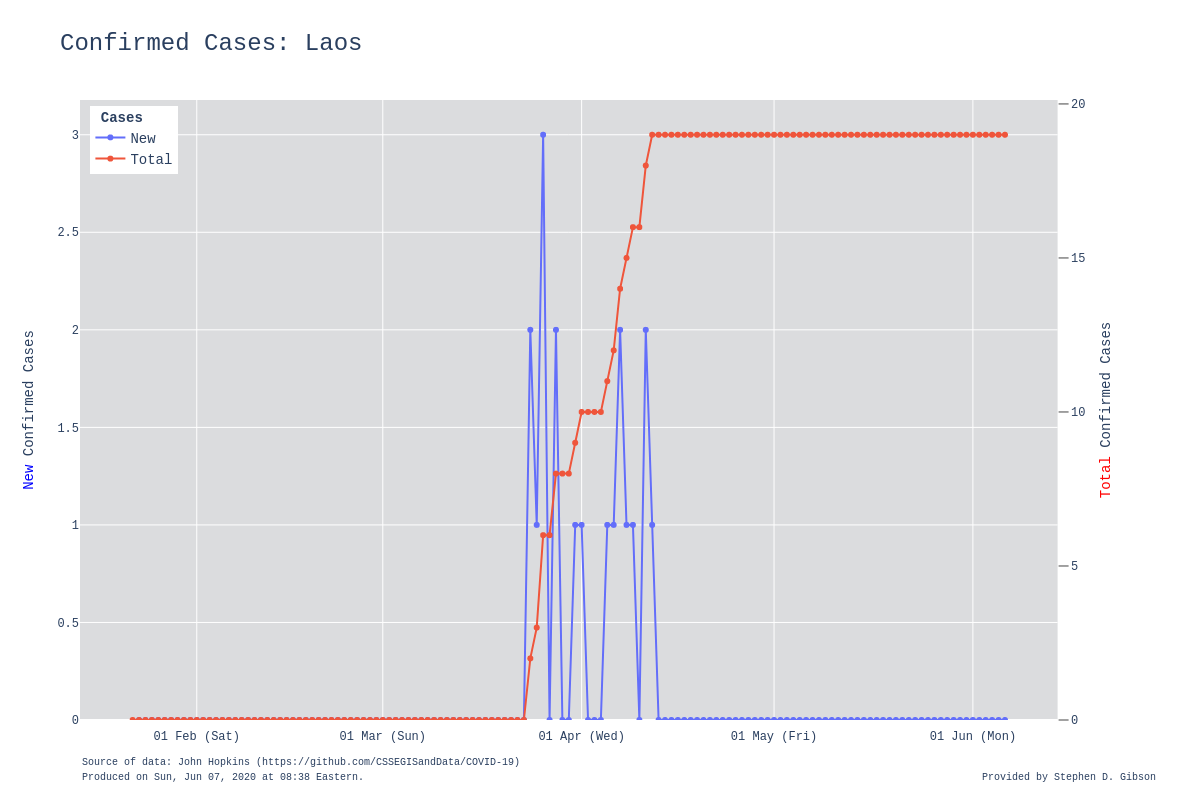 Confirmed Cases: Laos
Cases
New
Total
3
2.5
2
1.5
1
0.5
0
20
15
10
5
0
New Confirmed Cases
Total Confirmed Cases
01 Feb (Sat)
01 Mar (Sun)
01 Apr (Wed)
01 May (Fri)
01 Jun (Mon)
Source of data: John Hopkins (https://github.com/CSSEGISandData/COVID-19)
Produced on Sun, Jun 07, 2020 at 08:38 Eastern.
Provided by Stephen D. Gibson